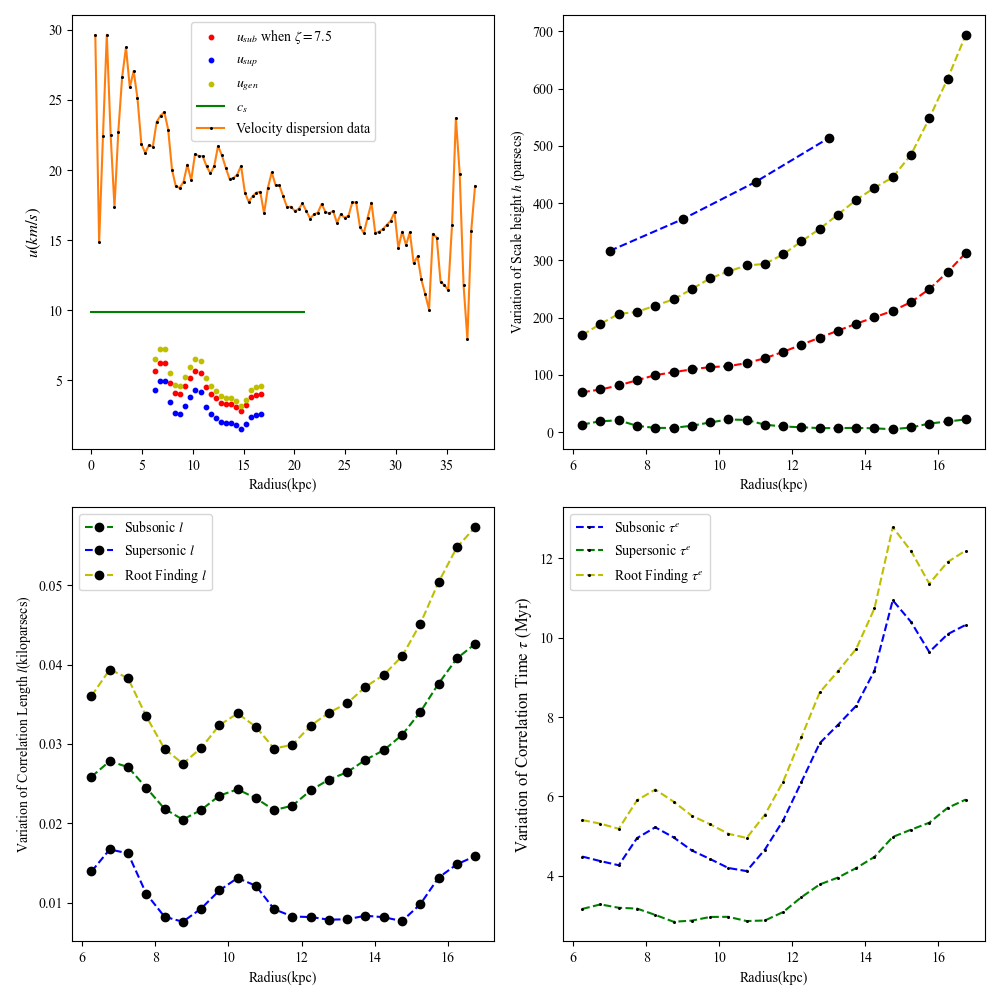 30
25
20
15
10
5
u(km/s)
u_sub when ζ = 7.5
u_sup
u_gen
c_s
Velocity dispersion data
0 5 10 15 20 25 30 35
Radius(kpc)
700
600
500
400
300
200
100
0
Variation of Scale height h (parsecs)
6 8 10 12 14 16
Radius(kpc)
0.05
0.04
0.03
0.02
0.01
Variation of Correlation Length l(kiloparsecs)
Subsonic l
Supersonic l
Root Finding l
6 8 10 12 14 16
Radius(kpc)
12
10
8
6
4
Variation of Correlation Time τ (Myr)
Subsonic τ^e
Supersonic τ^e
Root Finding τ^e
6 8 10 12 14 16
Radius(kpc)